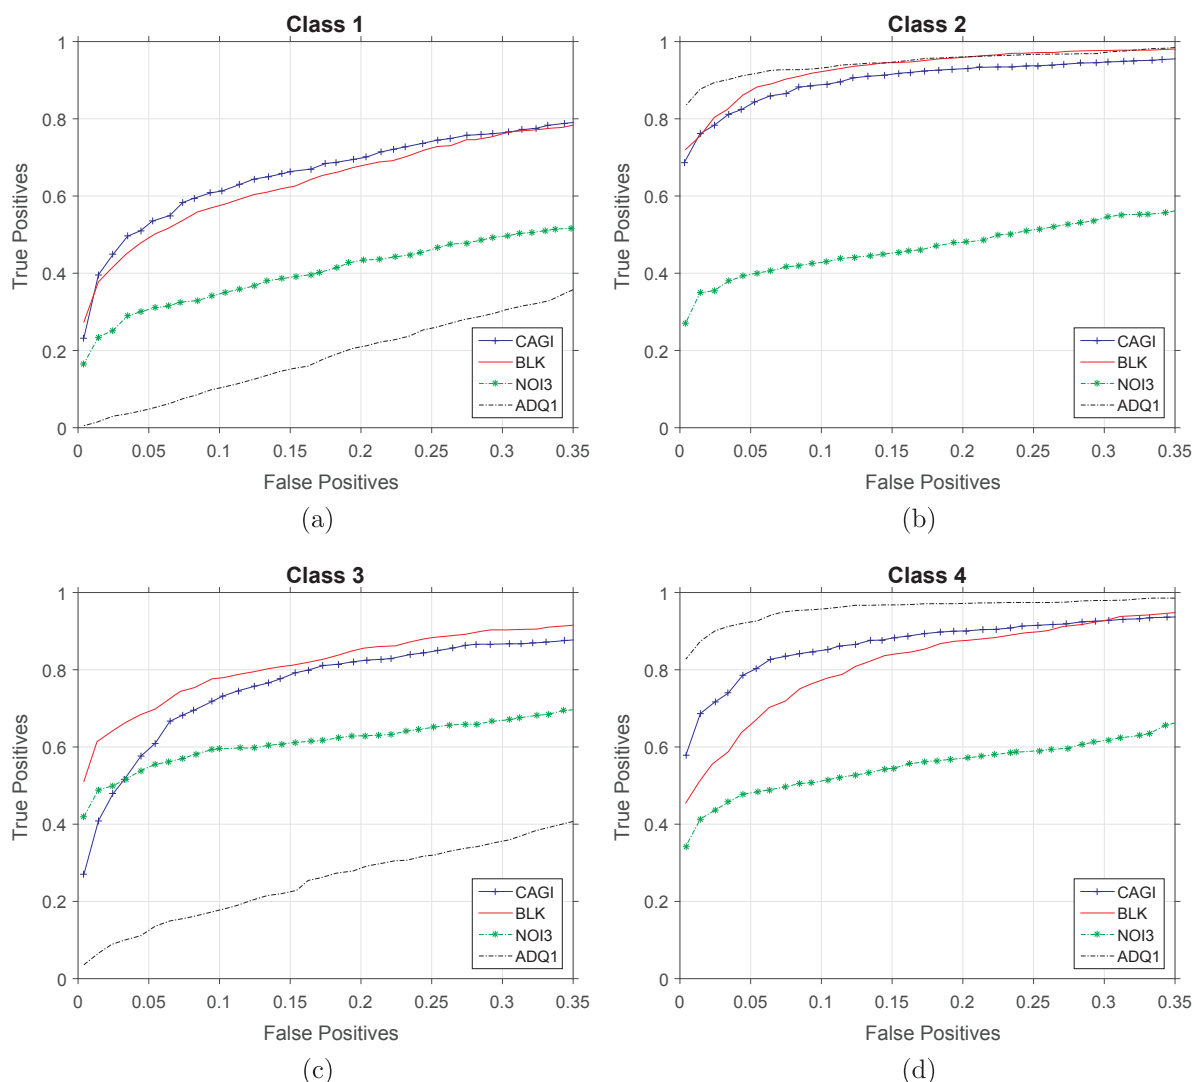 Class 1
1
0.8
0.6
0.4
0.2
0
True Positives
0 0.05 0.1 0.15 0.2 0.25 0.3 0.35
False Positives
CAGI
BLK
NOI3
ADQ1
(a)
Class 2
1
0.8
0.6
0.4
0.2
0
True Positives
0 0.05 0.1 0.15 0.2 0.25 0.3 0.35
False Positives
CAGI
BLK
NOI3
ADQ1
(b)
Class 3
1
0.8
0.6
0.4
0.2
0
True Positives
0 0.05 0.1 0.15 0.2 0.25 0.3 0.35
False Positives
CAGI
BLK
NOI3
ADQ1
(c)
Class 4
1
0.8
0.6
0.4
0.2
0
True Positives
0 0.05 0.1 0.15 0.2 0.25 0.3 0.35
False Positives
CAGI
BLK
NOI3
ADQ1
(d)